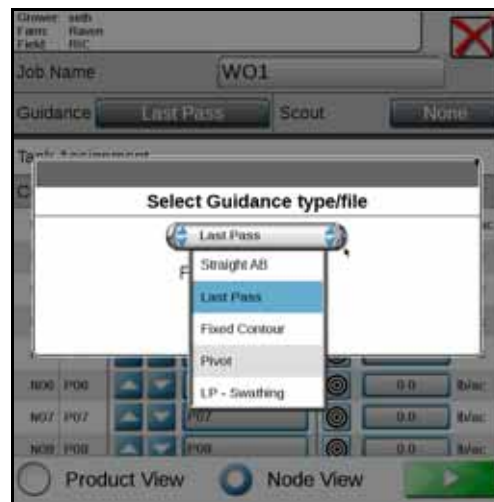 Grower: seth
Farm: Raven
Field: RIC
Job Name WO1
Guidance Last Pass Scout None
Select Guidance type/file
Last Pass
Straight AB
Last Pass
Fixed Contour
Pivot
LP - Swathing
N06 P06 0.0 lb/ac
N07 P07 P07 0.0 lb/ac
N08 P08 P08 0.0 lb/ac
Product View Node View